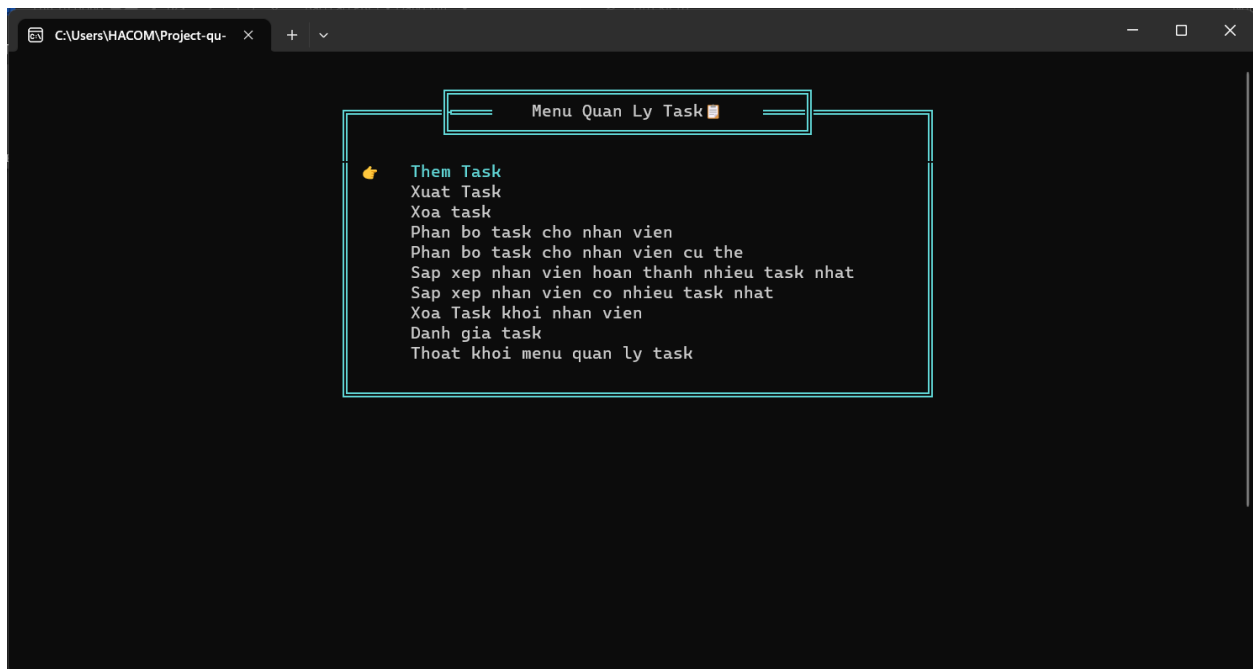 C:\Users\HACOM\Project-qu-
Menu Quan Ly Task📋
👉 Them Task
Xuat Task
Xoa task
Phan bo task cho nhan vien
Phan bo task cho nhan vien cu the
Sap xep nhan vien hoan thanh nhieu task nhat
Sap xep nhan vien co nhieu task nhat
Xoa Task khoi nhan vien
Danh gia task
Thoat khoi menu quan ly task